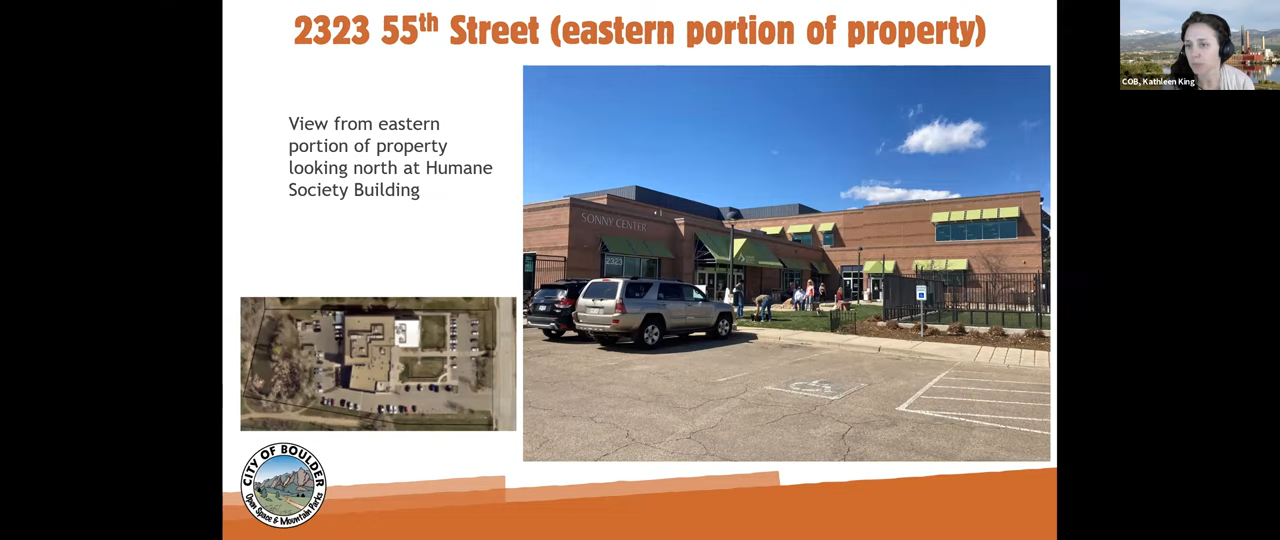 2323 55th Street (eastern portion of property)
COB, Kathleen King
View from eastern
portion of property
looking north at Humane
Society Building
SONNY CENTER
2323
CITY OF BOULDER
Open Space & Mountain Parks